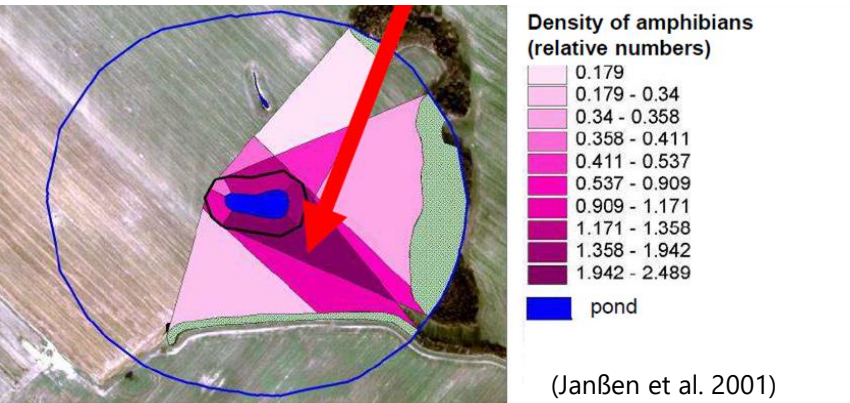 Density of amphibians
(relative numbers)
0.179
0.179 - 0.34
0.34 - 0.358
0.358 - 0.411
0.411 - 0.537
0.537 - 0.909
0.909 - 1.171
1.171 - 1.358
1.358 - 1.942
1.942 - 2.489
pond
(Janßen et al. 2001)